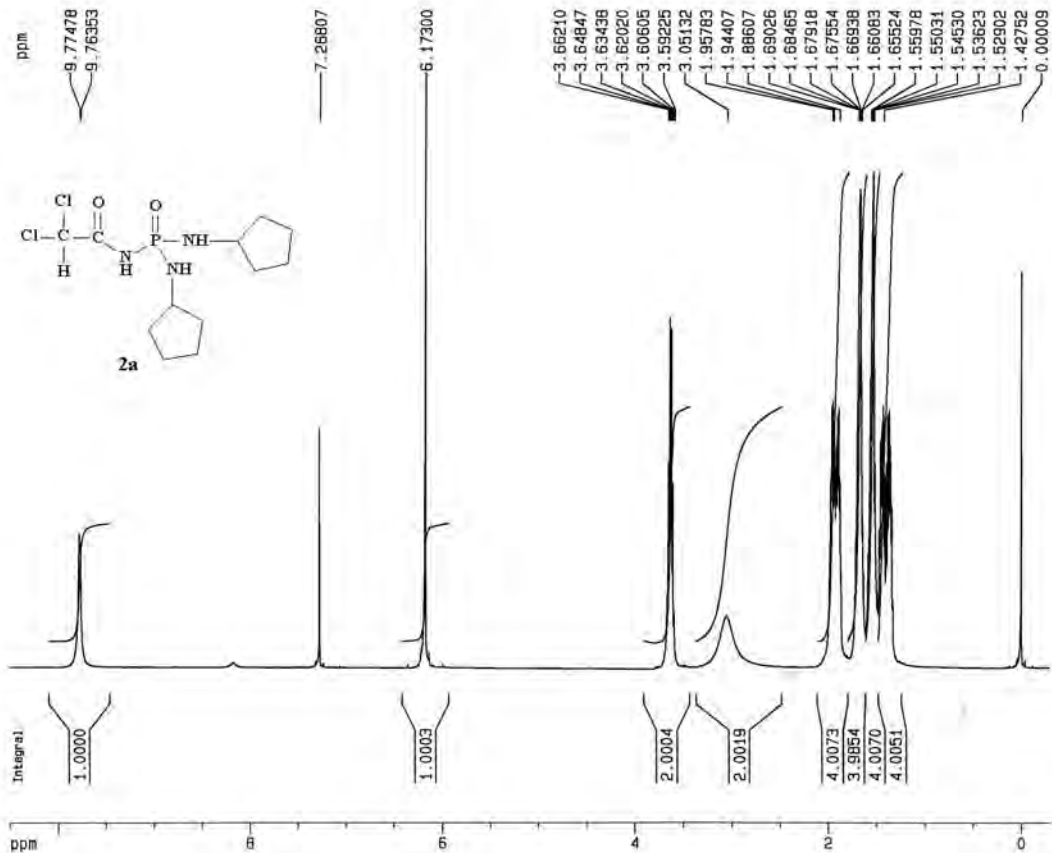 ppm
9.77478
9.76353
7.28807
6.17300
3.66210
3.64847
3.63438
3.62020
3.60605
3.59225
3.05132
1.95783
1.94407
1.88607
1.69026
1.68465
1.67918
1.67554
1.66938
1.66083
1.65524
1.55978
1.55031
1.54530
1.53623
1.52902
1.42762
0.00009
Cl
O
O
Cl
C
C
P
NH
H
N
H
NH
2a
Integral
1.0000
1.0003
2.0004
2.0019
4.0073
3.9854
4.0070
4.0051
ppm
8
6
4
2
0